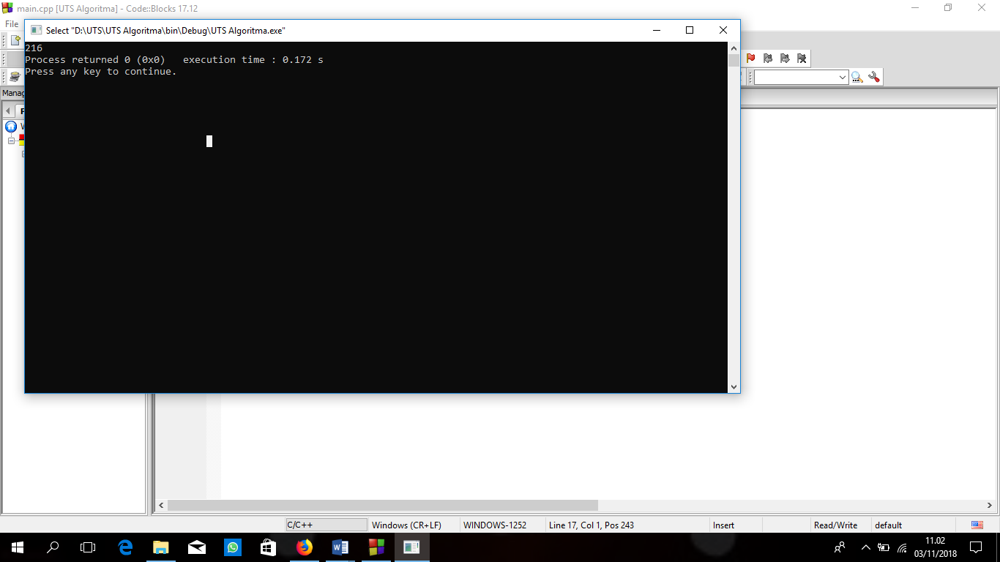 main.cpp [UTS Algoritma] - Code::Blocks 17.12
File
Select "D:\UTS\UTS Algoritma\bin\Debug\UTS Algoritma.exe"
216
Process returned 0 (0x0)   execution time : 0.172 s
Press any key to continue.
Manag
C/C++
Windows (CR+LF)
WINDOWS-1252
Line 17, Col 1, Pos 243
Insert
Read/Write
default
11.02
03/11/2018